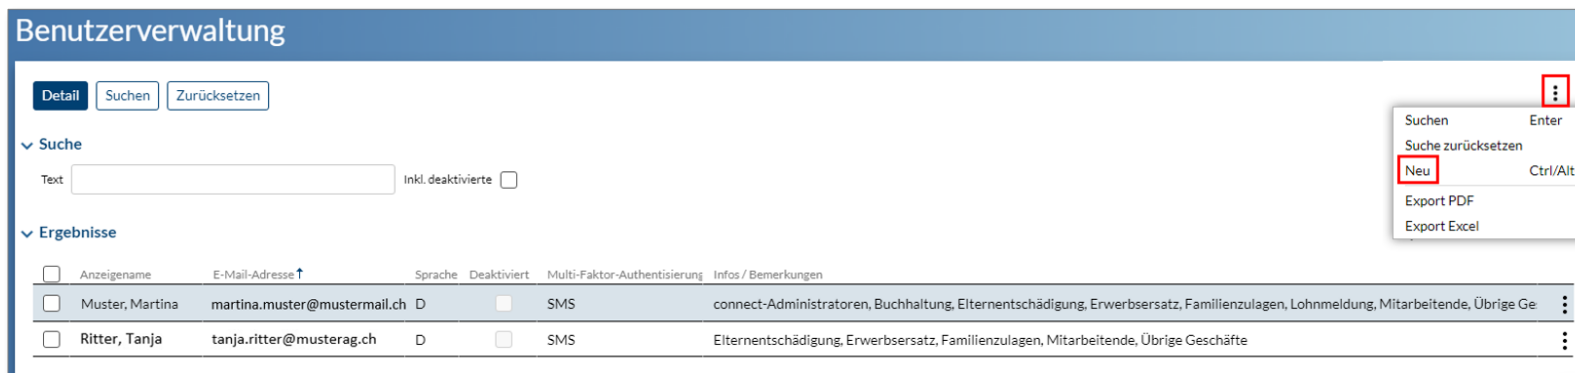 Benutzerverwaltung
Detail Suchen Zurücksetzen
Suchen Enter
Suche zurücksetzen
Neu Ctrl/Alt
Export PDF
Export Excel
Suche
Text Inkl. deaktivierte
Ergebnisse
Anzeigename E-Mail-Adresse Sprache Deaktiviert Multi-Faktor-Authentisierung Infos / Bemerkungen
Muster, Martina martina.muster@mustermail.ch D SMS connect-Administratoren, Buchhaltung, Elternentschädigung, Erwerbsersatz, Familienzulagen, Lohnmeldung, Mitarbeitende, Übrige Ge
Ritter, Tanja tanja.ritter@musterag.ch D SMS Elternentschädigung, Erwerbsersatz, Familienzulagen, Mitarbeitende, Übrige Geschäfte